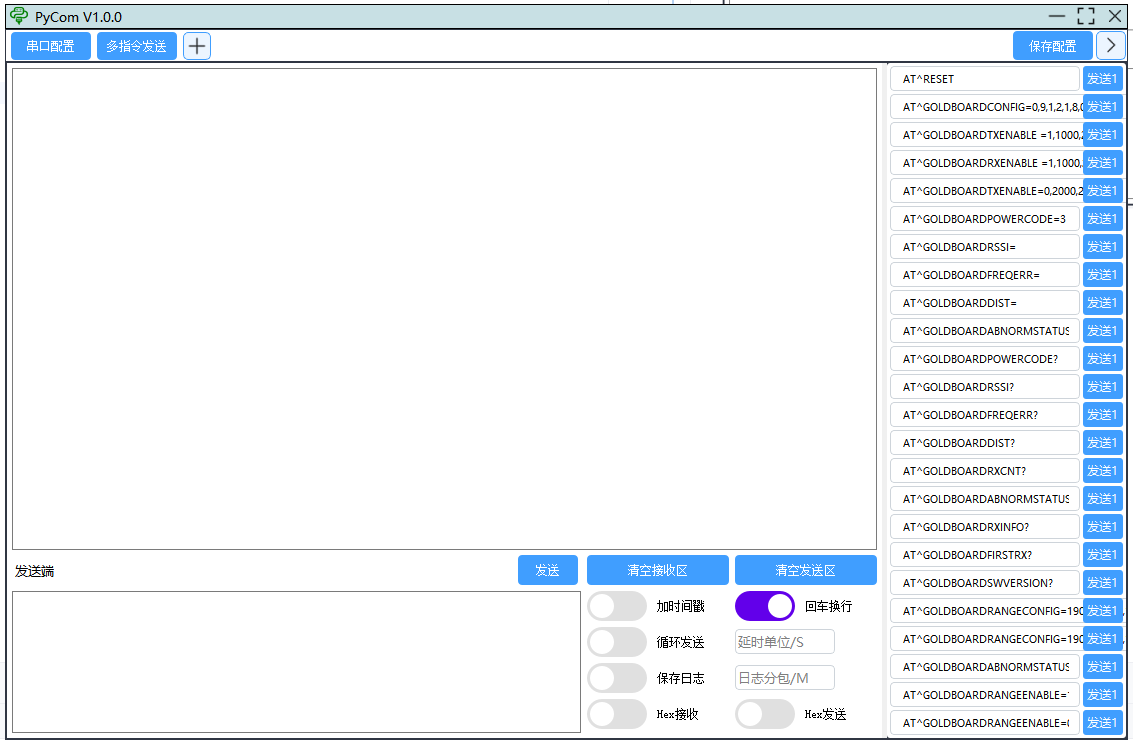 PyCom V1.0.0
串口配置 多指令发送 保存配置
AT^RESET 发送1
AT^GOLDBOARDCONFIG=0,9,1,2,1,8,0 发送1
AT^GOLDBOARDTXENABLE =1,1000, 发送1
AT^GOLDBOARDRXENABLE =1,1000, 发送1
AT^GOLDBOARDTXENABLE=0,2000,2 发送1
AT^GOLDBOARDPOWERCODE=3 发送1
AT^GOLDBOARDRSSI= 发送1
AT^GOLDBOARDFREQERR= 发送1
AT^GOLDBOARDDIST= 发送1
AT^GOLDBOARDABNORMSTATUS 发送1
AT^GOLDBOARDPOWERCODE? 发送1
AT^GOLDBOARDRSSI? 发送1
AT^GOLDBOARDFREQERR? 发送1
AT^GOLDBOARDDIST? 发送1
AT^GOLDBOARDRXCNT? 发送1
AT^GOLDBOARDABNORMSTATUS 发送1
AT^GOLDBOARDRXINFO? 发送1
AT^GOLDBOARDFIRSTRX? 发送1
AT^GOLDBOARDSWVERSION? 发送1
AT^GOLDBOARDRANGECONFIG=190 发送1
AT^GOLDBOARDRANGECONFIG=190 发送1
AT^GOLDBOARDABNORMSTATUS 发送1
AT^GOLDBOARDRANGEENABLE= 发送1
AT^GOLDBOARDRANGEENABLE=0 发送1
发送端 发送 清空接收区 清空发送区
加时间戳 回车换行
循环发送 延时单位/S
保存日志 日志分包/M
Hex接收 Hex发送